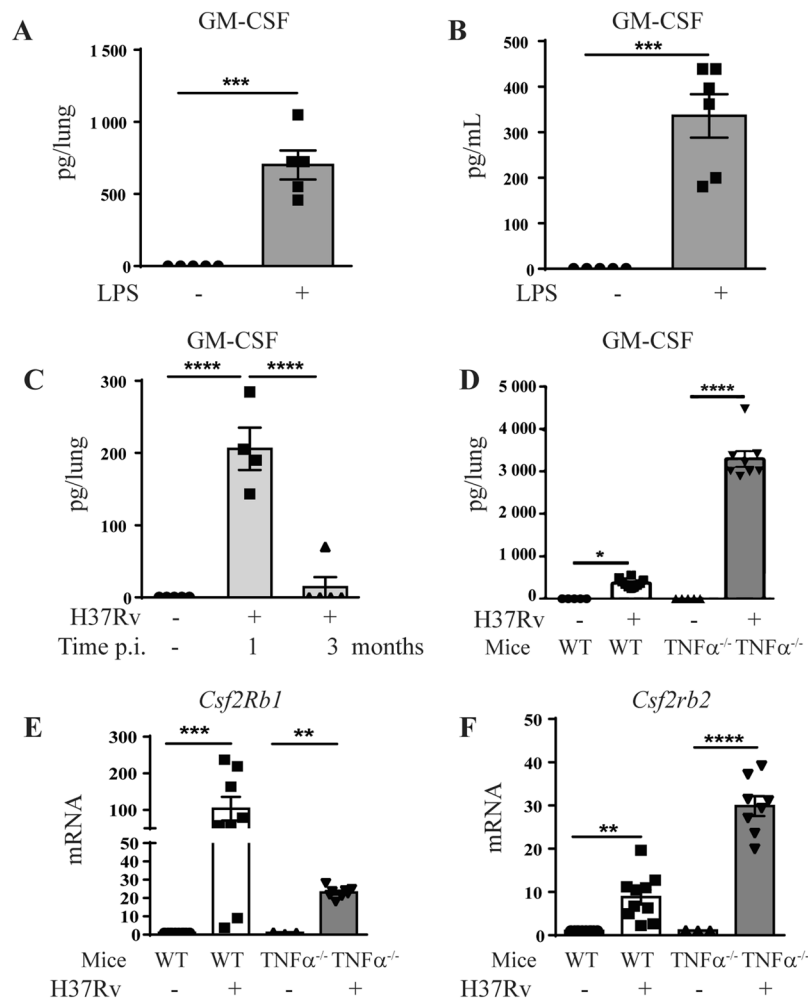 A
GM-CSF
1 500
1 000
500
0
pg/lung
***
LPS - +
B
GM-CSF
500
400
300
200
100
0
pg/mL
***
LPS - +
C
GM-CSF
300
200
100
0
pg/lung
**** ****
H37Rv - + +
Time p.i. - 1 3 months
D
GM-CSF
5 000
4 000
3 000
2 000
1 000
0
pg/lung
* ****
H37Rv - + - +
Mice WT WT TNFα-/- TNFα-/-
E
Csf2Rb1
300
200
100
50
40
30
20
10
0
mRNA
*** **
Mice WT WT TNFα-/- TNFα-/-
H37Rv - + - +
F
Csf2rb2
50
40
30
20
10
0
mRNA
** ****
Mice WT WT TNFα-/- TNFα-/-
H37Rv - + - +